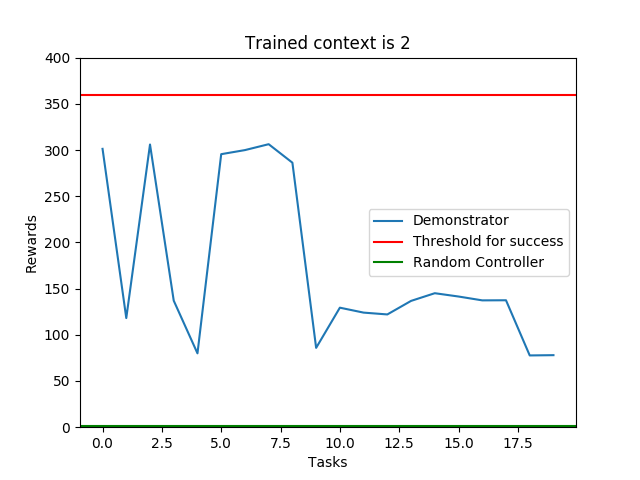 Trained context is 2
400
350
300
250
200
150
100
50
0
Rewards
Demonstrator
Threshold for success
Random Controller
0.0 2.5 5.0 7.5 10.0 12.5 15.0 17.5
Tasks